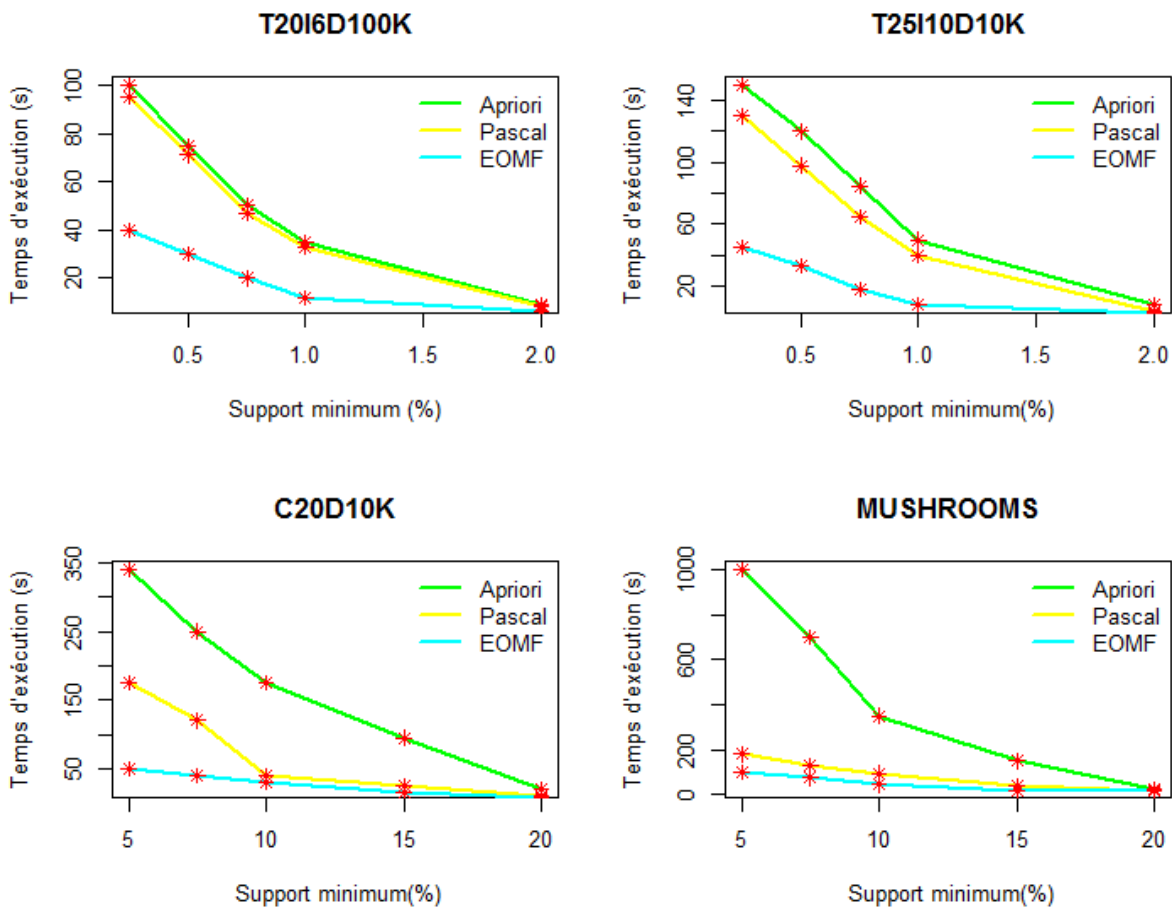 T20I6D100K
Temps d'exécution (s)
100
80
60
40
20
Apriori
Pascal
EOMF
0.5 1.0 1.5 2.0
Support minimum (%)
T25I10D10K
Temps d'exécution (s)
140
100
60
20
Apriori
Pascal
EOMF
0.5 1.0 1.5 2.0
Support minimum(%)
C20D10K
Temps d'exécution (s)
350
250
150
50
Apriori
Pascal
EOMF
5 10 15 20
Support minimum(%)
MUSHROOMS
Temps d'exécution (s)
1000
600
200
0
Apriori
Pascal
EOMF
5 10 15 20
Support minimum(%)